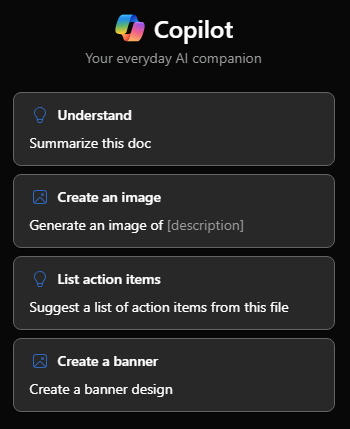 Copilot
Your everyday AI companion
Understand
Summarize this doc
Create an image
Generate an image of [description]
List action items
Suggest a list of action items from this file
Create a banner
Create a banner design